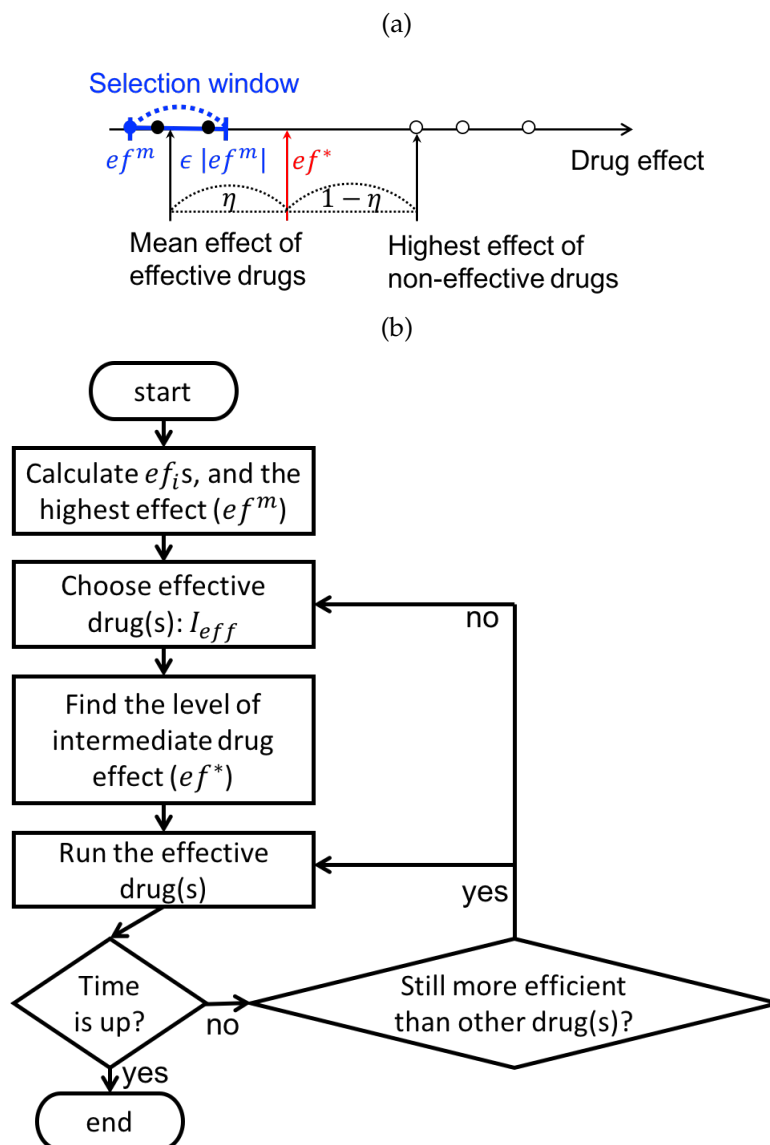 (a)
Selection window
ef^m
ϵ |ef^m|
ef^*
Drug effect
η
1 − η
Mean effect of
effective drugs
Highest effect of
non-effective drugs
(b)
start
Calculate ef_i s, and the
highest effect (ef^m)
Choose effective
drug(s): I_eff
no
Find the level of
intermediate drug
effect (ef^*)
Run the effective
drug(s)
yes
Time
is up?
no
Still more efficient
than other drug(s)?
yes
end